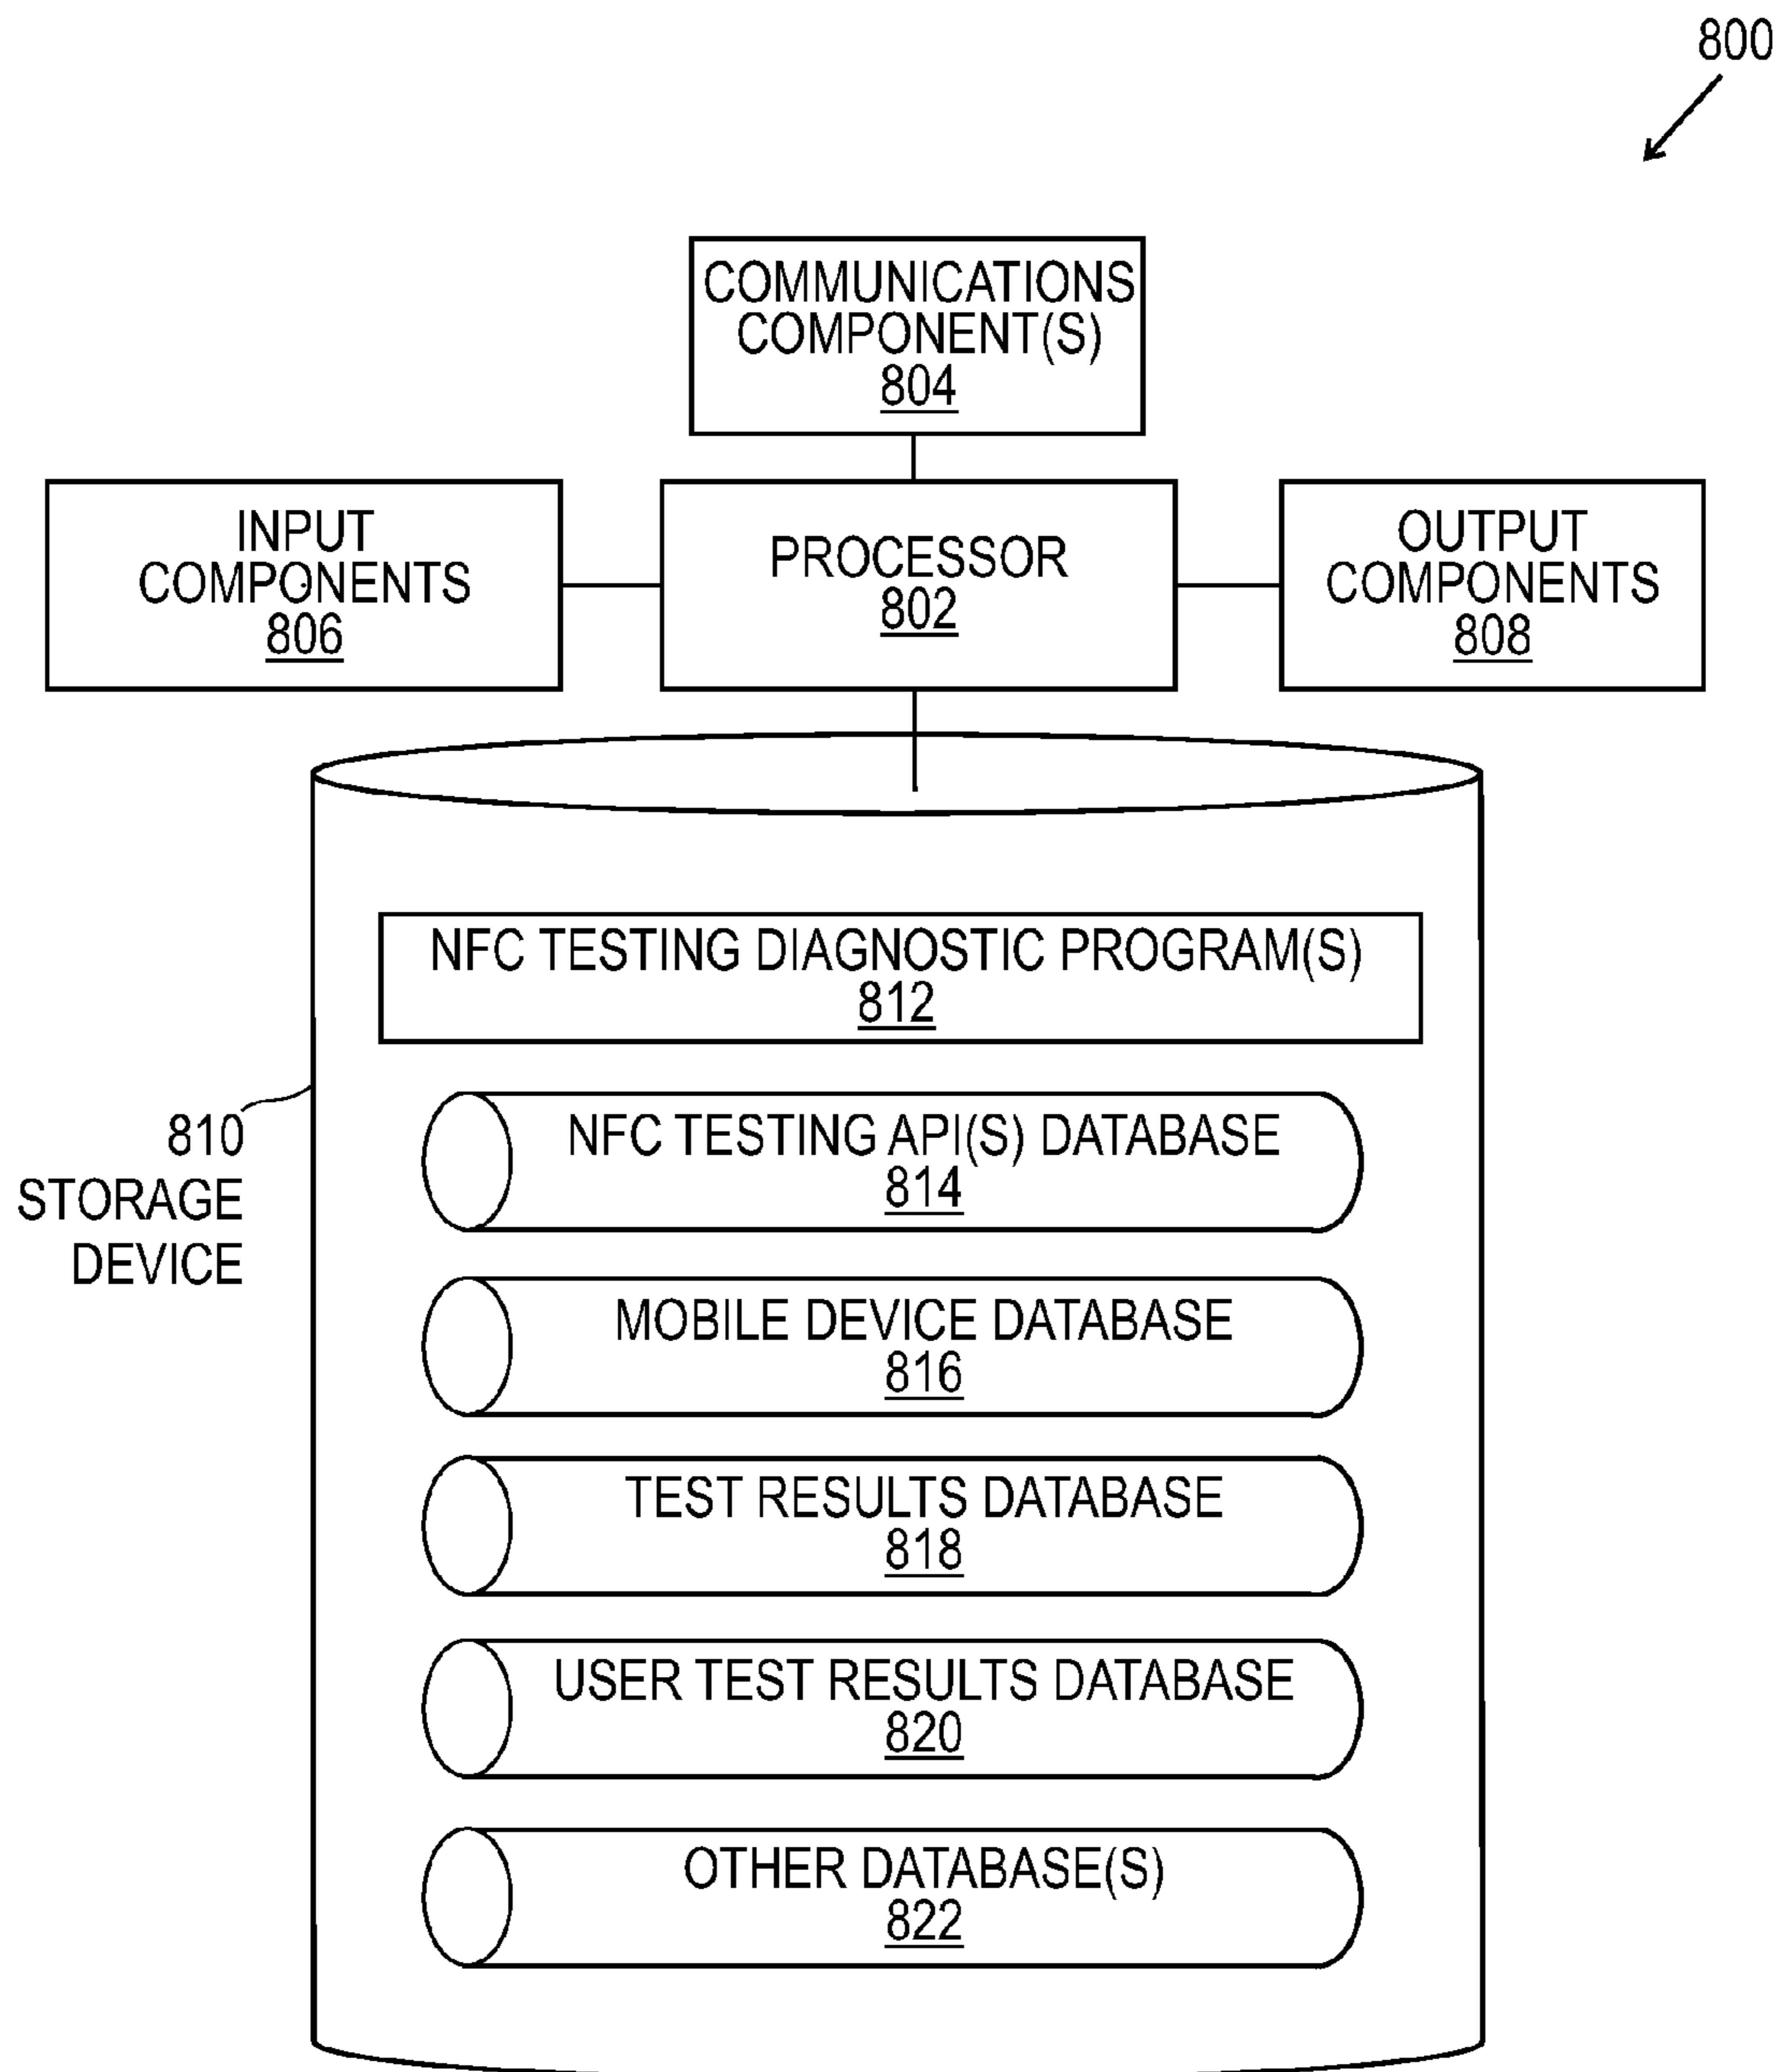 800
COMMUNICATIONS
COMPONENT(S)
804
INPUT
COMPONENTS
806
PROCESSOR
802
OUTPUT
COMPONENTS
808
NFC TESTING DIAGNOSTIC PROGRAM(S)
812
810
STORAGE
DEVICE
NFC TESTING API(S) DATABASE
814
MOBILE DEVICE DATABASE
816
TEST RESULTS DATABASE
818
USER TEST RESULTS DATABASE
820
OTHER DATABASE(S)
822